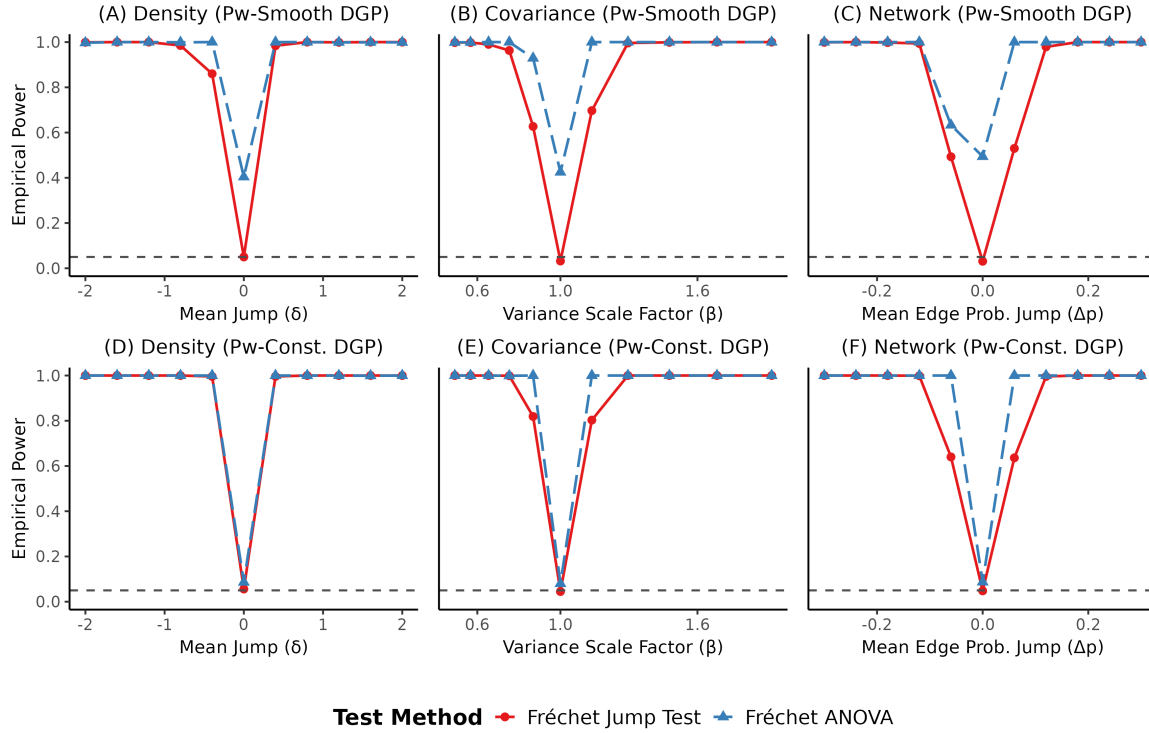 (A) Density (Pw-Smooth DGP) (B) Covariance (Pw-Smooth DGP) (C) Network (Pw-Smooth DGP)
Empirical Power
1.0
0.8
0.6
0.4
0.2
0.0
-2 -1 0 1 2 0.6 1.0 1.6 -0.2 0.0 0.2
Mean Jump (δ) Variance Scale Factor (β) Mean Edge Prob. Jump (Δp)
(D) Density (Pw-Const. DGP) (E) Covariance (Pw-Const. DGP) (F) Network (Pw-Const. DGP)
Empirical Power
1.0
0.8
0.6
0.4
0.2
0.0
-2 -1 0 1 2 0.6 1.0 1.6 -0.2 0.0 0.2
Mean Jump (δ) Variance Scale Factor (β) Mean Edge Prob. Jump (Δp)
Test Method Fréchet Jump Test Fréchet ANOVA